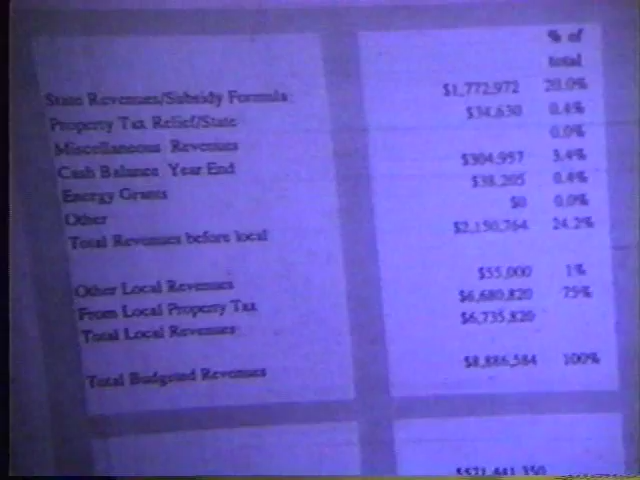 % of
total
State Revenues/Subsidy Formula $1,772,972 20.0%
Property Tax Relief/State $34,630 0.4%
Miscellaneous Revenues 0.0%
Cash Balance Year End $304,957 3.4%
Energy Grants $38,205 0.4%
Other $0 0.0%
Total Revenues before local $2,150,764 24.2%
Other Local Revenues $55,000 1%
From Local Property Tax $6,680,820 75%
Total Local Revenues $6,735,820
Total Budgeted Revenues $8,886,584 100%